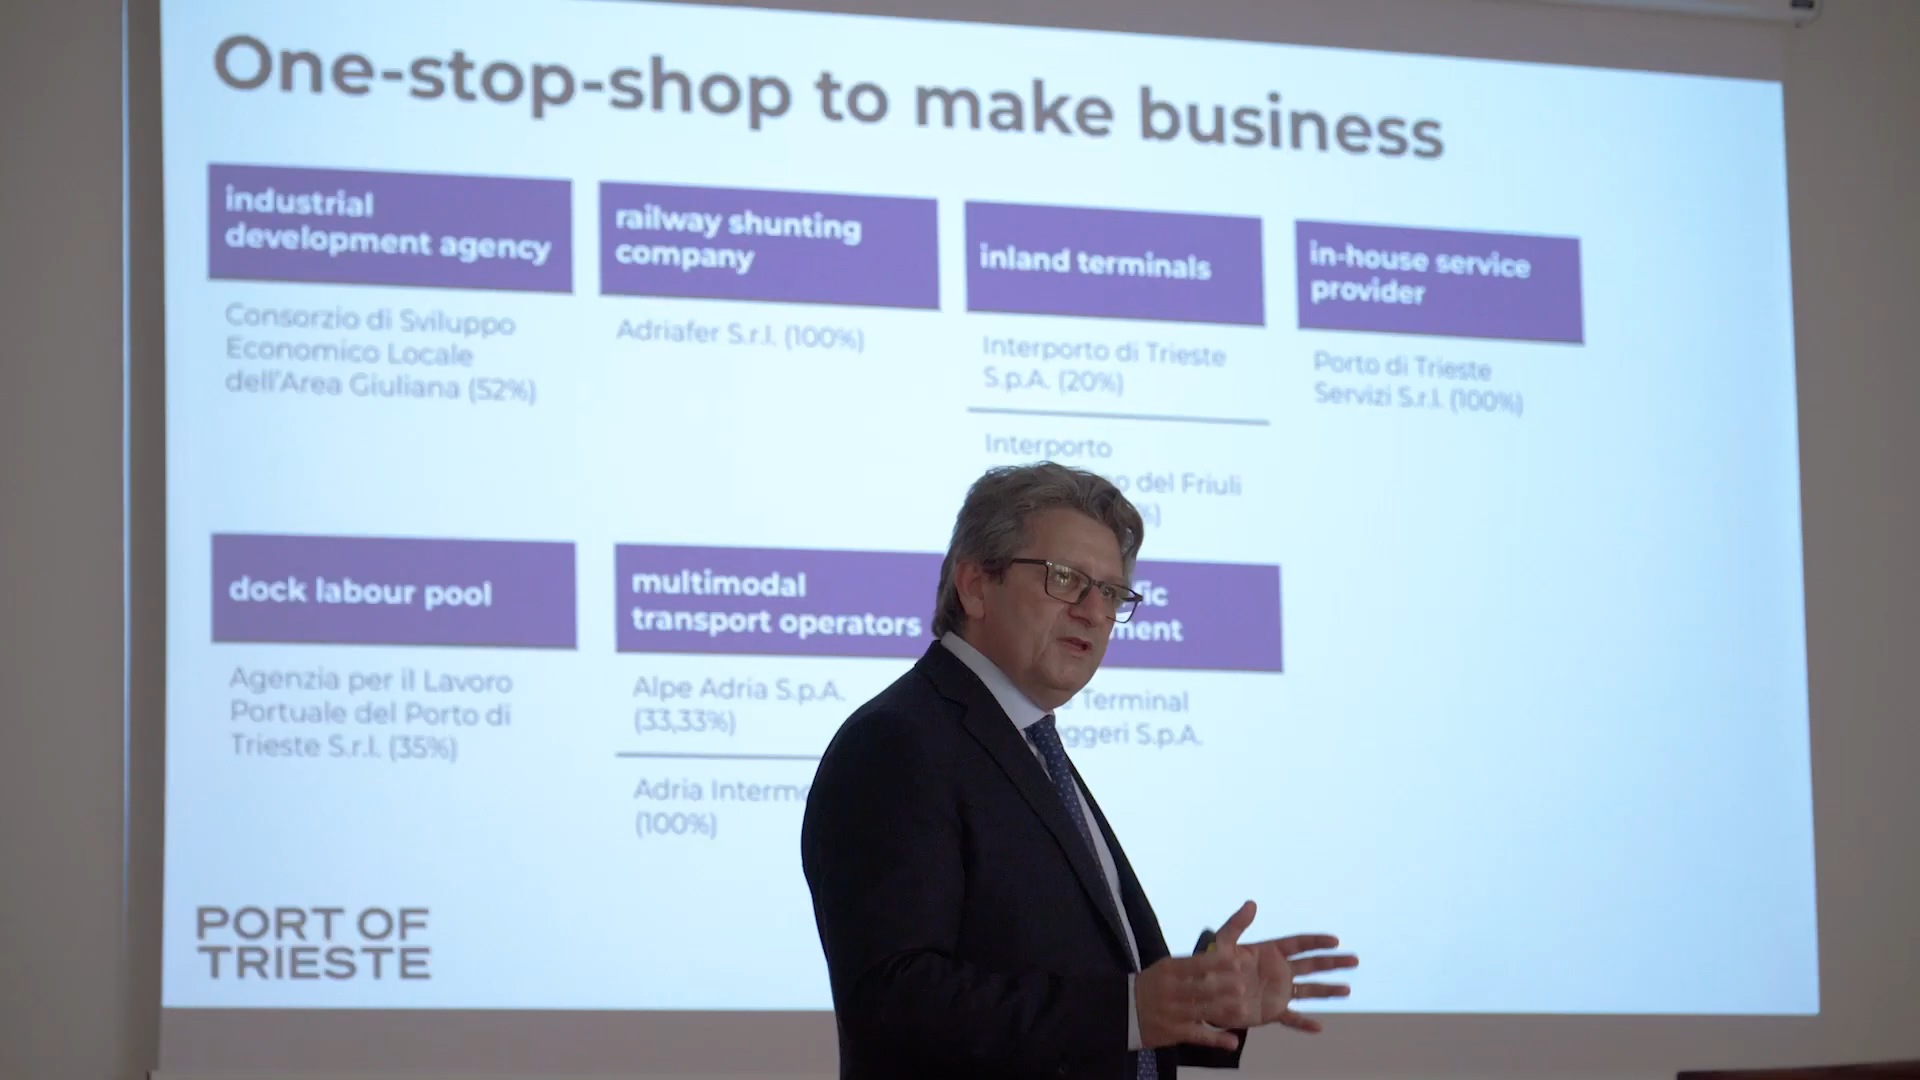 One-stop-shop to make business
industrial
development agency
Consorzio di Sviluppo
Economico Locale
dell'Area Giuliana (52%)
railway shunting
company
Adriafer S.r.l. (100%)
inland terminals
Interporto di Trieste
S.p.A. (20%)
Interporto
del Friuli
in-house service
provider
Porto di Trieste
Servizi S.r.l. (100%)
dock labour pool
Agenzia per il Lavoro
Portuale del Porto di
Trieste S.r.l. (35%)
multimodal
transport operators
Alpe Adria S.p.A.
(33,33%)
Adria
(100%)
Terminal
S.p.A.
PORT OF
TRIESTE